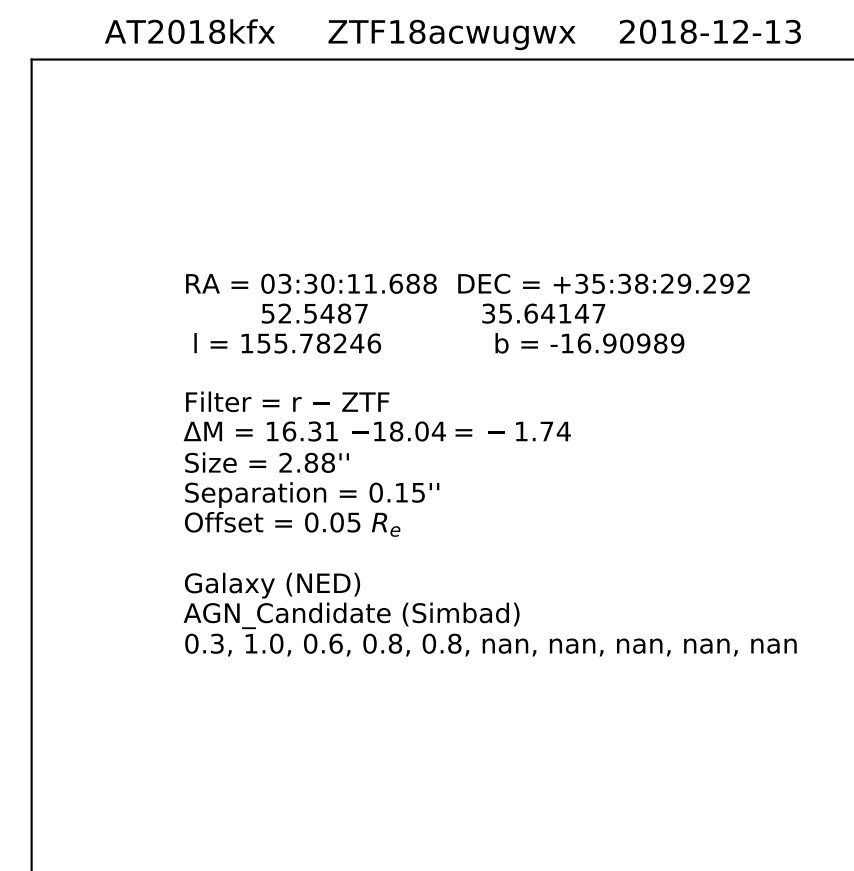 AT2018kfx ZTF18acwugwx 2018-12-13
RA = 03:30:11.688 DEC = +35:38:29.292
52.5487 35.64147
l = 155.78246 b = -16.90989
Filter = r − ZTF
ΔM = 16.31 −18.04 = − 1.74
Size = 2.88''
Separation = 0.15''
Offset = 0.05 Re
Galaxy (NED)
AGN_Candidate (Simbad)
0.3, 1.0, 0.6, 0.8, 0.8, nan, nan, nan, nan, nan